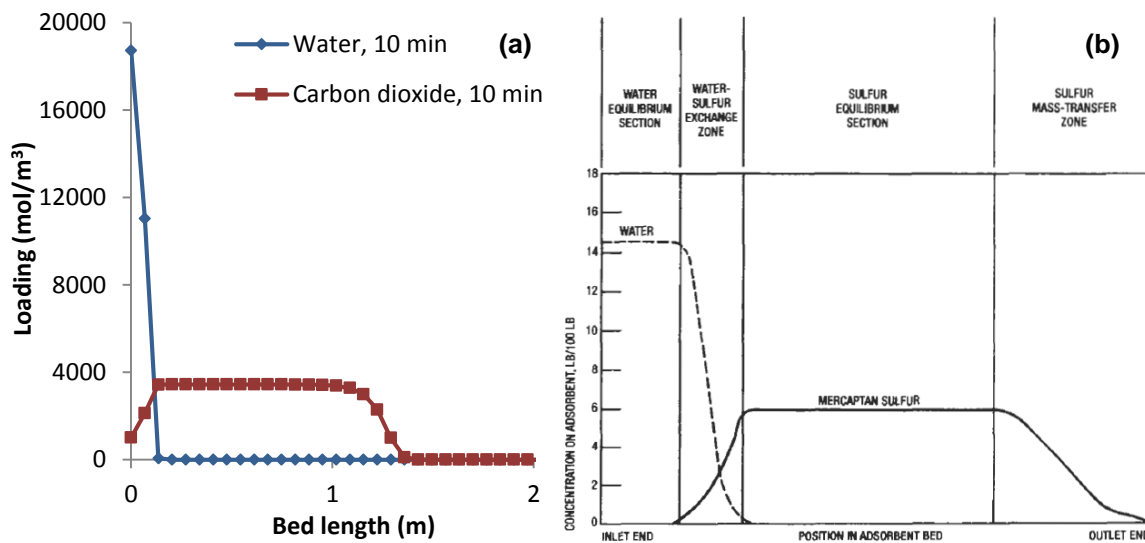 20000
16000
12000
8000
4000
0
Loading (mol/m³)
0
1
2
Bed length (m)
Water, 10 min
Carbon dioxide, 10 min
(a)
(b)
WATER
EQUILIBRIUM
SECTION
WATER-
SULFUR
EXCHANGE
ZONE
SULFUR
EQUILIBRIUM
SECTION
SULFUR
MASS-TRANSFER
ZONE
18
16
14
12
10
8
6
4
2
0
CONCENTRATION ON ADSORBENT, LB/100 LB
WATER
MERCAPTAN SULFUR
INLET END
POSITION IN ADSORBENT BED
OUTLET END